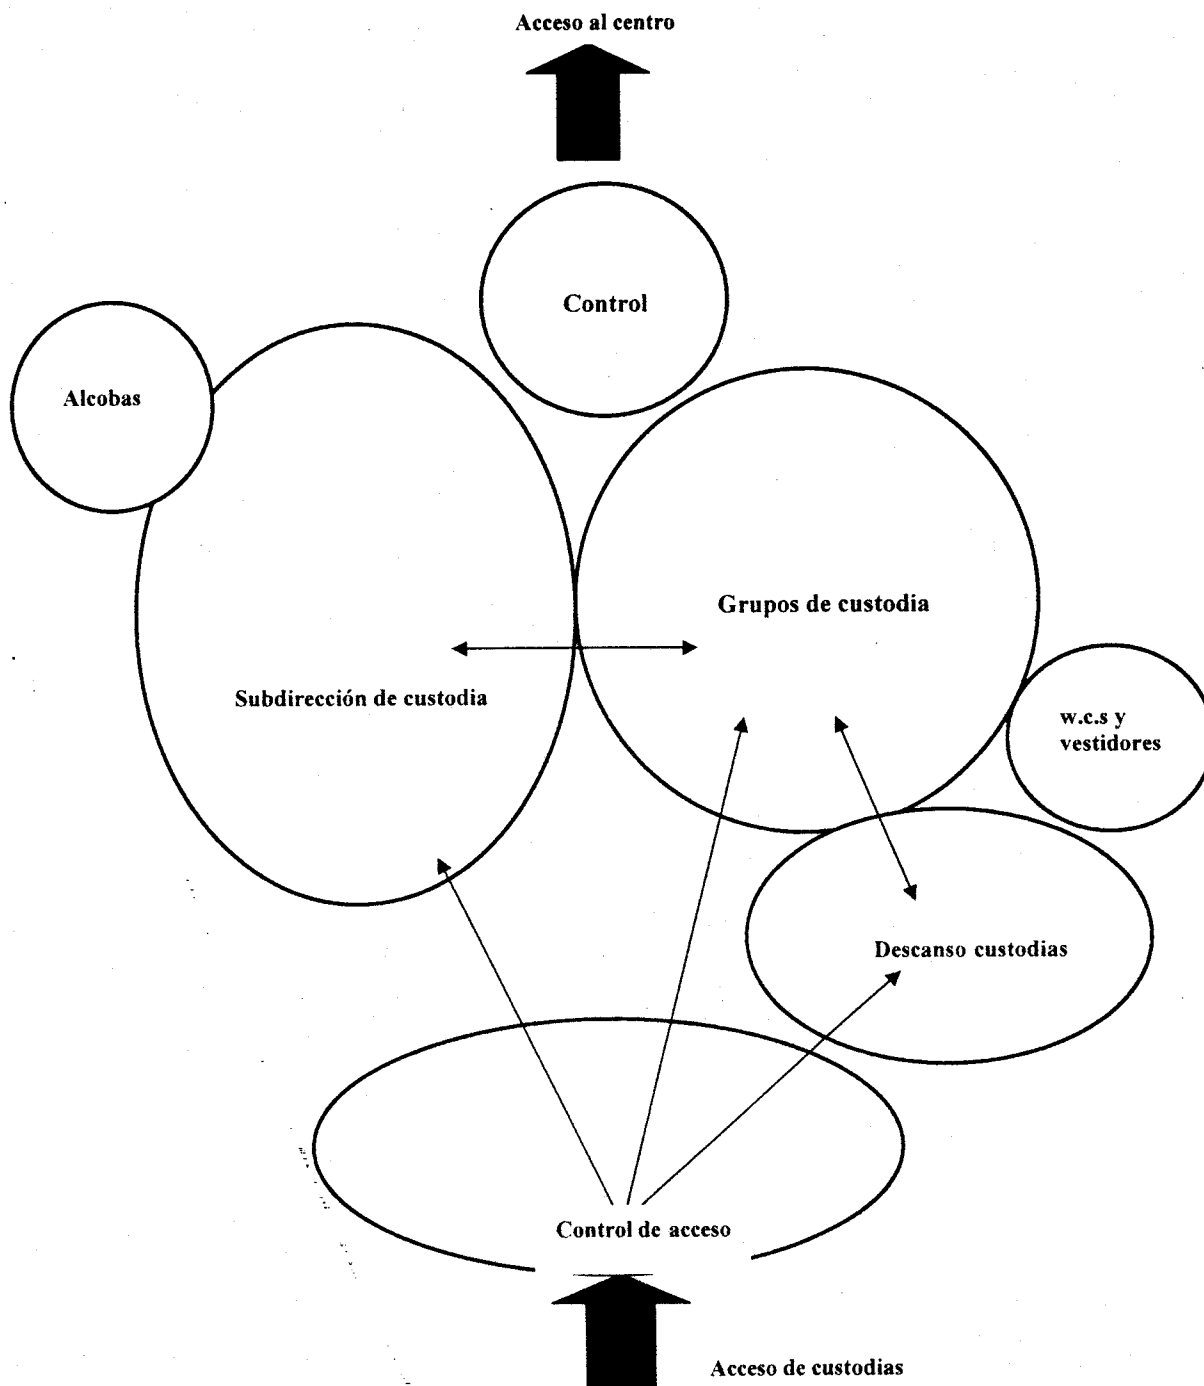 Acceso al centro
Control
Alcobas
Grupos de custodia
Subdirección de custodia
w.c.s y
vestidores
Descanso custodias
Control de acceso
Acceso de custodias